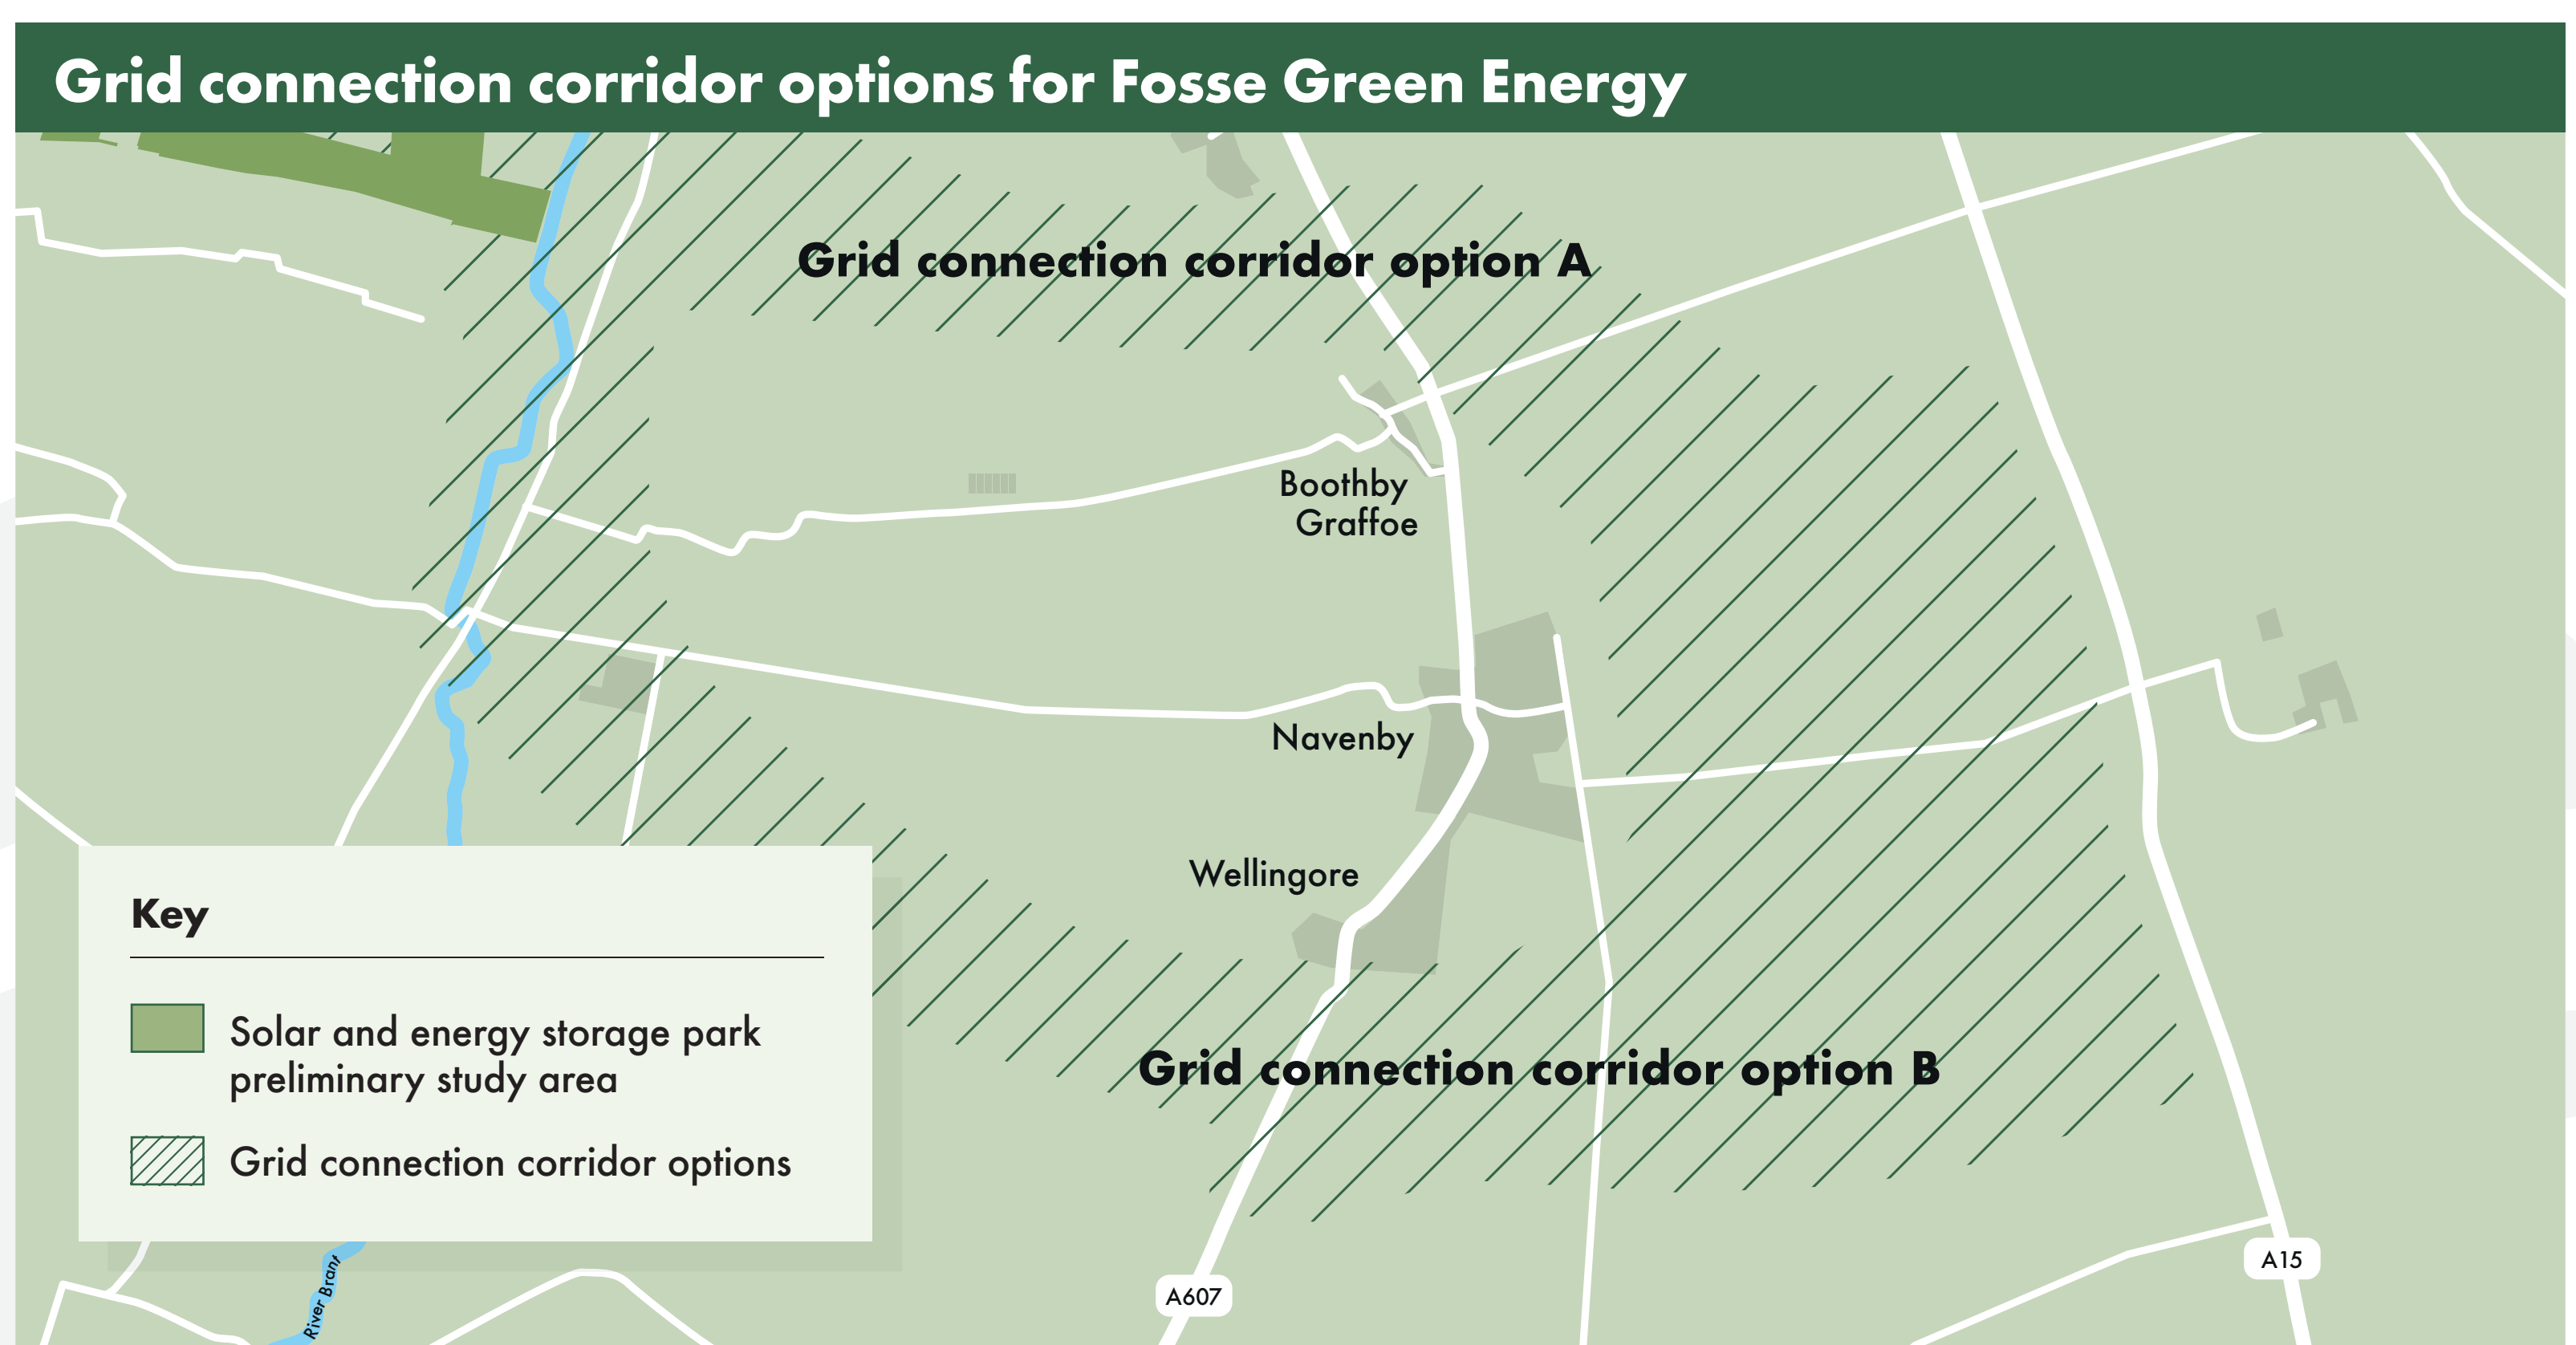 Grid connection corridor options for Fosse Green Energy
Grid connection corridor option A
Boothby
Graffoe
Navenby
Wellingore
Grid connection corridor option B
Key
Solar and energy storage park
preliminary study area
Grid connection corridor options
A15
A607
River Brant